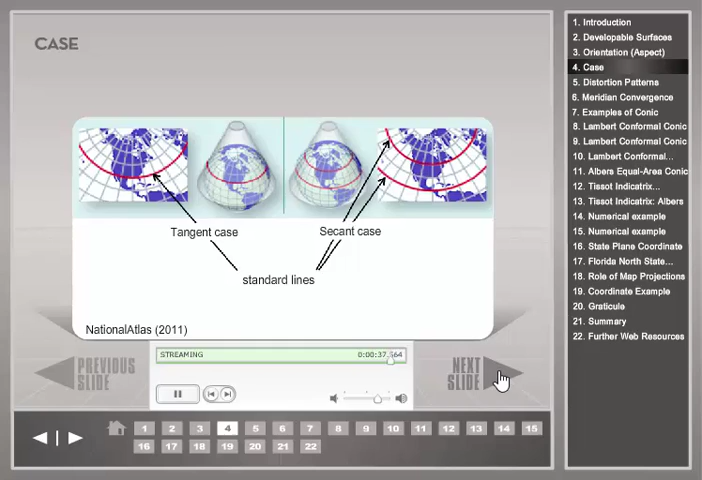 CASE
Tangent case
Secant case
standard lines
NationalAtlas (2011)
STREAMING
PREVIOUS
SLIDE
NEXT
SLIDE
1 2 3 4 5 6 7 8 9 10 11 12 13 14 15
16 17 18 19 20 21 22
1. Introduction
2. Developable Surfaces
3. Orientation (Aspect)
4. Case
5. Distortion Patterns
6. Meridian Convergence
7. Examples of Conic
8. Lambert Conformal Conic
9. Lambert Conformal Conic
10. Lambert Conformal...
11. Albers Equal-Area Conic
12. Tissot Indicatrix...
13. Tissot Indicatrix: Albers
14. Numerical example
15. Numerical example
16. State Plane Coordinate
17. Florida North State...
18. Role of Map Projections
19. Coordinate Example
20. Graticule
21. Summary
22. Further Web Resources